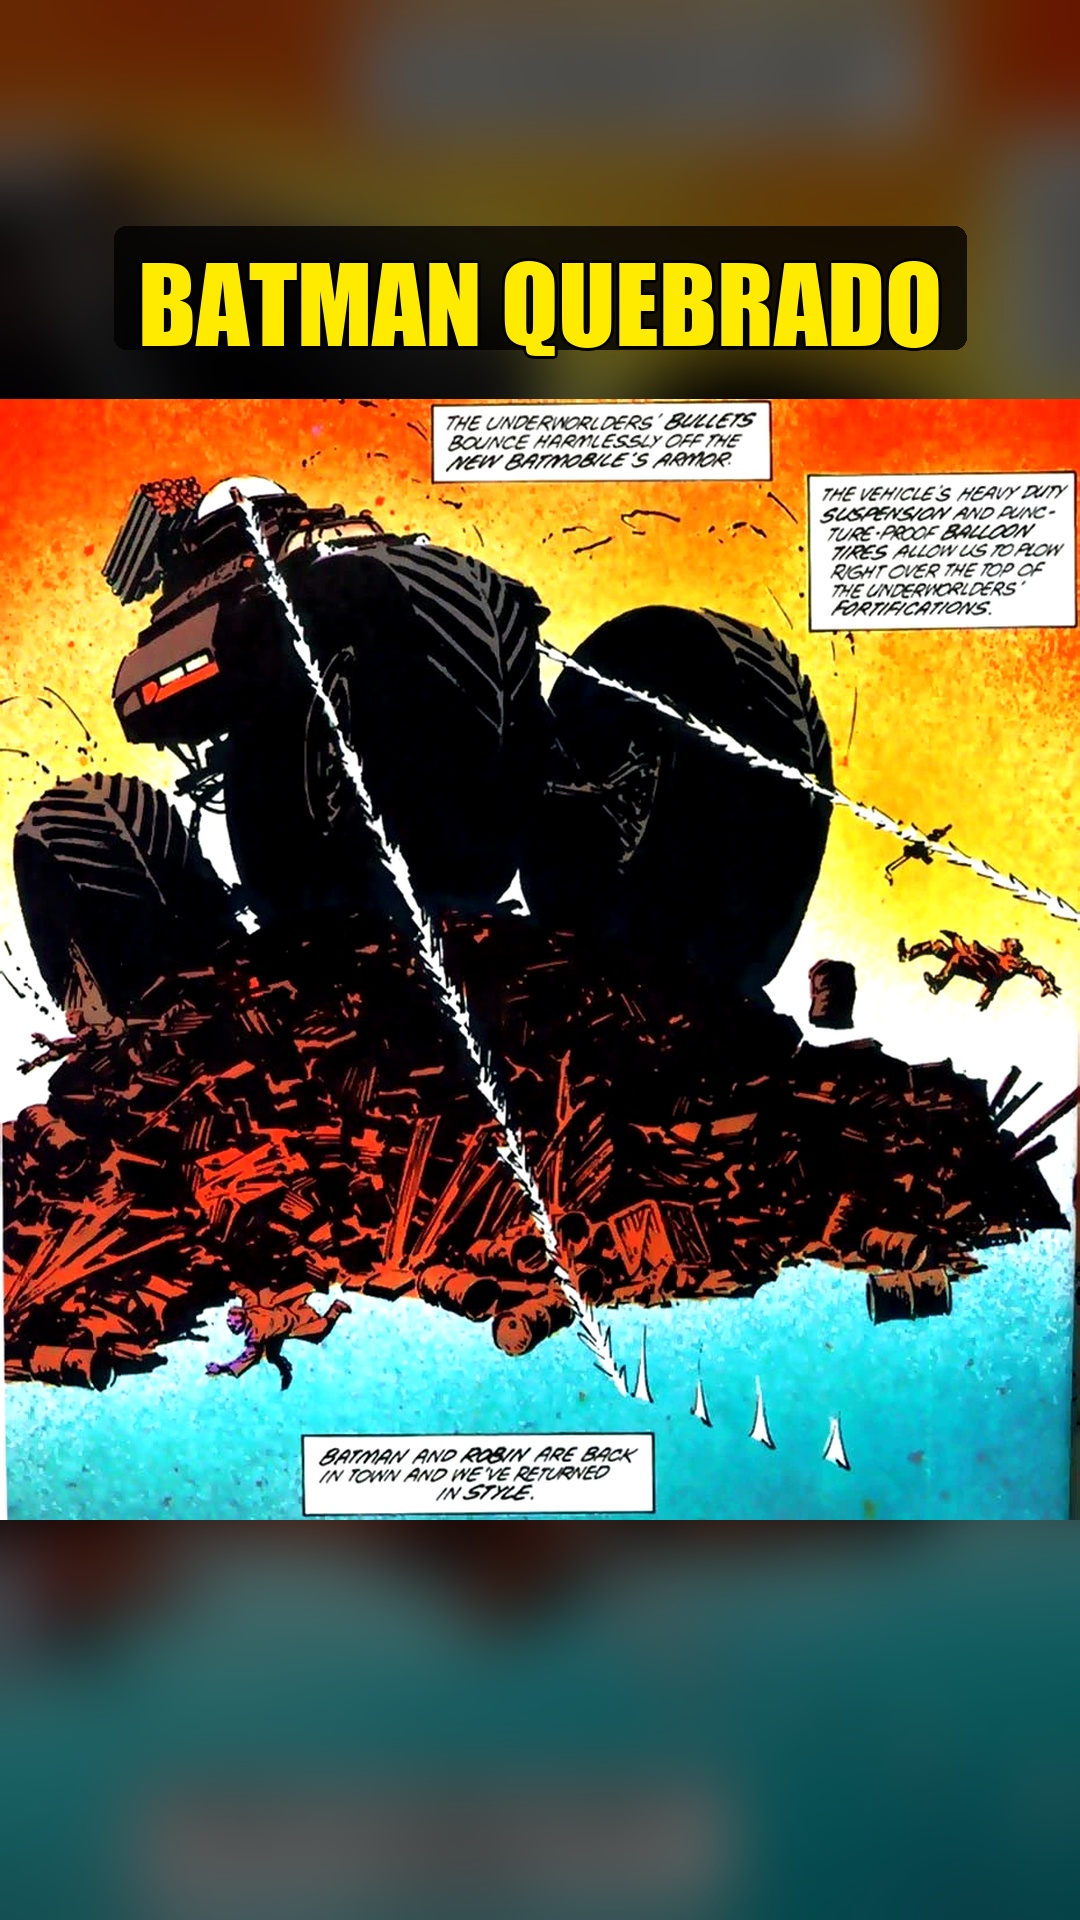 BATMAN QUEBRADO
THE UNDERWORLDERS' BULLETS
BOUNCE HARMLESSLY OFF THE
NEW BATMOBILE'S ARMOR.
THE VEHICLE'S HEAVY DUTY
SUSPENSION AND PUNC-
TURE-PROOF BALLOON
TIRES ALLOW US TO PLOW
RIGHT OVER THE TOP OF
THE UNDERWORLDERS'
FORTIFICATIONS.
BATMAN AND ROBIN ARE BACK
IN TOWN AND WE'VE RETURNED
IN STYLE.